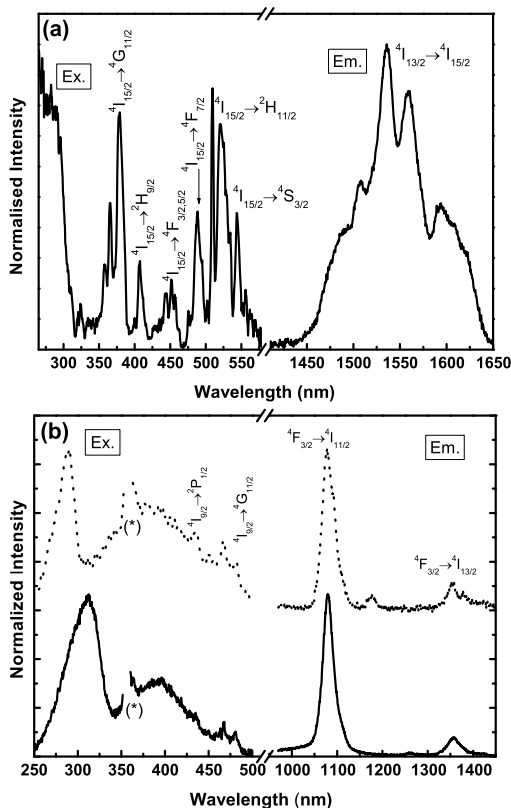 (a)
Ex.
Em.
⁴I₁₅/₂→⁴G₁₁/₂
⁴I₁₅/₂→²H₉/₂
⁴I₁₅/₂→⁴F₃/₂,₅/₂
⁴I₁₅/₂→⁴F₇/₂
⁴I₁₅/₂→²H₁₁/₂
⁴I₁₅/₂→⁴S₃/₂
⁴I₁₃/₂→⁴I₁₅/₂
Normalised Intensity
300 350 400 450 500 550 1450 1500 1550 1600 1650
Wavelength (nm)
(b)
Ex.
Em.
⁴I₉/₂→²P₁/₂
⁴I₉/₂→⁴G₁₁/₂
⁴F₃/₂→⁴I₁₁/₂
⁴F₃/₂→⁴I₁₃/₂
(*)
(*)
Normalized Intensity
250 300 350 400 450 500 1000 1100 1200 1300 1400
Wavelength (nm)